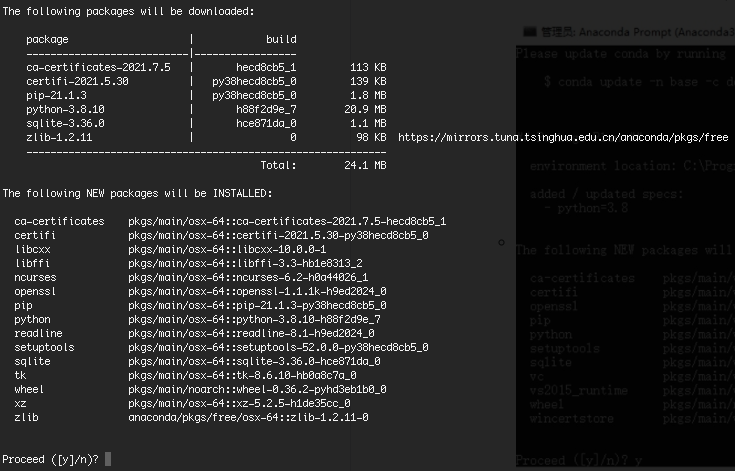 The following packages will be downloaded:
package | build
---------------------------|-----------------
ca-certificates-2021.7.5 | hecd8cb5_1 113 KB
certifi-2021.5.30 | py38hecd8cb5_0 139 KB
pip-21.1.3 | py38hecd8cb5_0 1.8 MB
python-3.8.10 | h88f2d9e_7 20.9 MB
sqlite-3.36.0 | hce871da_0 1.1 MB
zlib-1.2.11 | 0 98 KB https://mirrors.tuna.tsinghua.edu.cn/anaconda/pkgs/free
------------------------------------------------------------
Total: 24.1 MB
The following NEW packages will be INSTALLED:
ca-certificates pkgs/main/osx-64::ca-certificates-2021.7.5-hecd8cb5_1
certifi pkgs/main/osx-64::certifi-2021.5.30-py38hecd8cb5_0
libcxx pkgs/main/osx-64::libcxx-10.0.0-1
libffi pkgs/main/osx-64::libffi-3.3-hb1e8313_2
ncurses pkgs/main/osx-64::ncurses-6.2-h0a44026_1
openssl pkgs/main/osx-64::openssl-1.1.1k-h9ed2024_0
pip pkgs/main/osx-64::pip-21.1.3-py38hecd8cb5_0
python pkgs/main/osx-64::python-3.8.10-h88f2d9e_7
readline pkgs/main/osx-64::readline-8.1-h9ed2024_0
setuptools pkgs/main/osx-64::setuptools-52.0.0-py38hecd8cb5_0
sqlite pkgs/main/osx-64::sqlite-3.36.0-hce871da_0
tk pkgs/main/osx-64::tk-8.6.10-hb0a8c7a_0
wheel pkgs/main/noarch::wheel-0.36.2-pyhd3eb1b0_0
xz pkgs/main/osx-64::xz-5.2.5-h1de35cc_0
zlib anaconda/pkgs/free/osx-64::zlib-1.2.11-0
Proceed ([y]/n)?
管理员: Anaconda Prompt (Anaconda3
Please update conda by running
$ conda update -n base -c d
environment location: C:\Prog
added / updated specs:
- python=3.8
The following NEW packages will
ca-certificates pkgs/main/
certifi pkgs/main/
openssl pkgs/main/
pip pkgs/main/
python pkgs/main/
setuptools pkgs/main/
sqlite pkgs/main/
vc pkgs/main/
vs2015_runtime pkgs/main/
wheel pkgs/main/
wincertstore pkgs/main/
Proceed ([y]/n)? y